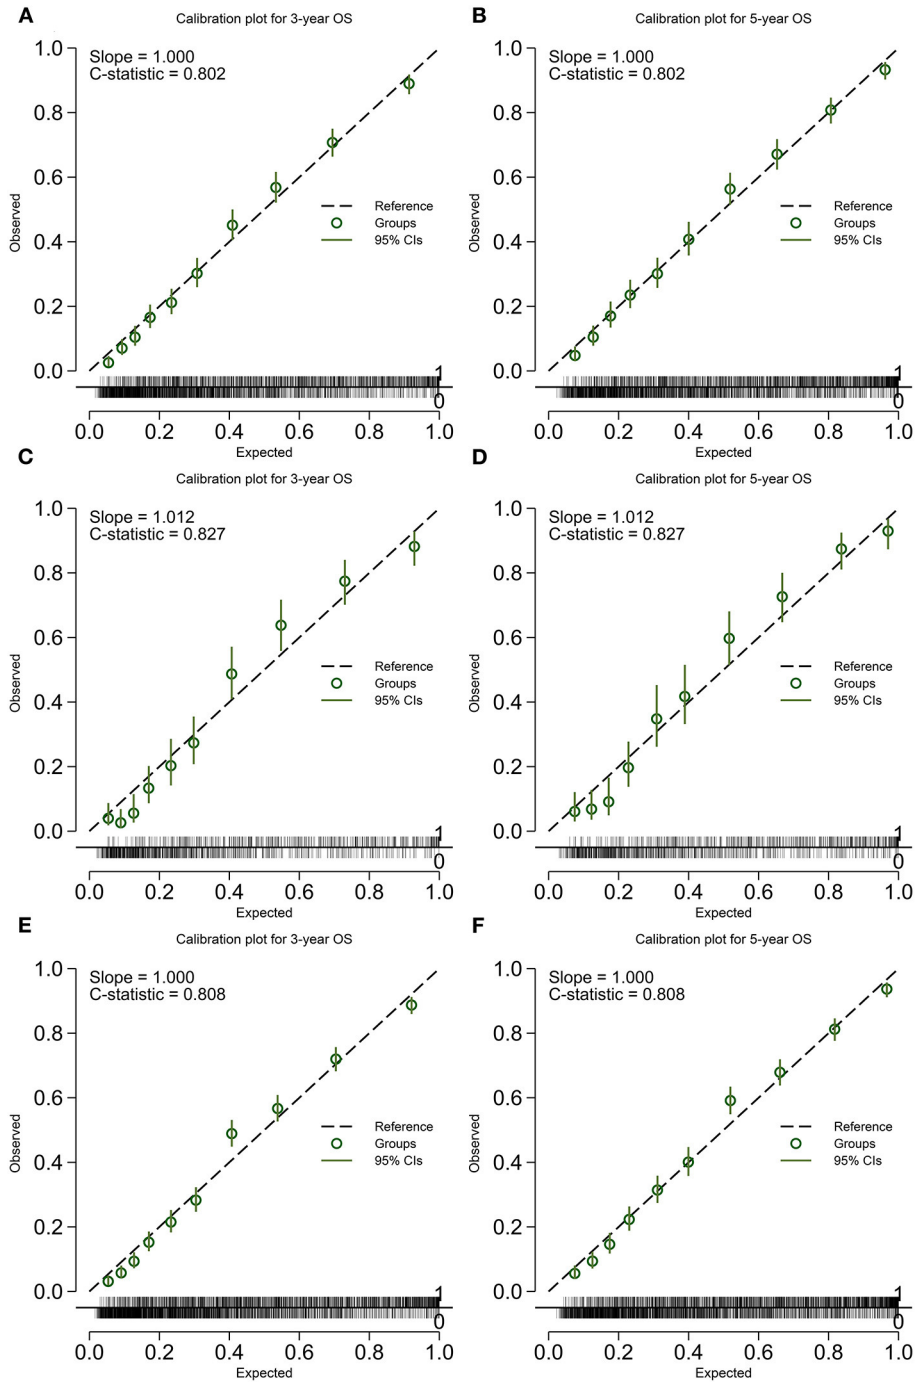 A
Calibration plot for 3-year OS
Slope = 1.000
C-statistic = 0.802
1.0
0.8
0.6
0.4
0.2
0.0
Observed
Reference
Groups
95% CIs
1
0
0.0 0.2 0.4 0.6 0.8 1.0
Expected
B
Calibration plot for 5-year OS
Slope = 1.000
C-statistic = 0.802
1.0
0.8
0.6
0.4
0.2
0.0
Observed
Reference
Groups
95% CIs
1
0
0.0 0.2 0.4 0.6 0.8 1.0
Expected
C
Calibration plot for 3-year OS
Slope = 1.012
C-statistic = 0.827
1.0
0.8
0.6
0.4
0.2
0.0
Observed
Reference
Groups
95% CIs
1
0
0.0 0.2 0.4 0.6 0.8 1.0
Expected
D
Calibration plot for 5-year OS
Slope = 1.012
C-statistic = 0.827
1.0
0.8
0.6
0.4
0.2
0.0
Observed
Reference
Groups
95% CIs
1
0
0.0 0.2 0.4 0.6 0.8 1.0
Expected
E
Calibration plot for 3-year OS
Slope = 1.000
C-statistic = 0.808
1.0
0.8
0.6
0.4
0.2
0.0
Observed
Reference
Groups
95% CIs
1
0
0.0 0.2 0.4 0.6 0.8 1.0
Expected
F
Calibration plot for 5-year OS
Slope = 1.000
C-statistic = 0.808
1.0
0.8
0.6
0.4
0.2
0.0
Observed
Reference
Groups
95% CIs
1
0
0.0 0.2 0.4 0.6 0.8 1.0
Expected